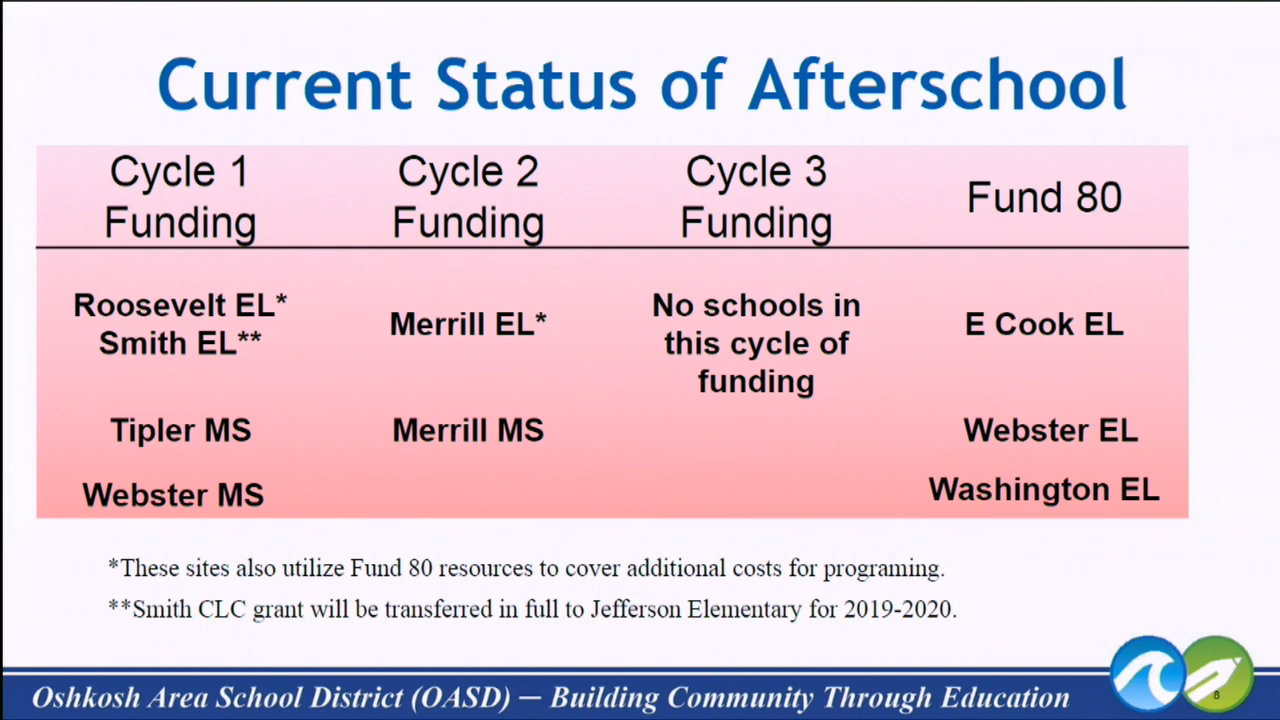 Current Status of Afterschool
Cycle 1
Funding
Cycle 2
Funding
Cycle 3
Funding
Fund 80
Roosevelt EL*
Smith EL**
Merrill EL*
No schools in
this cycle of
funding
E Cook EL
Tipler MS
Merrill MS
Webster EL
Webster MS
Washington EL
*These sites also utilize Fund 80 resources to cover additional costs for programing.
**Smith CLC grant will be transferred in full to Jefferson Elementary for 2019-2020.
Oshkosh Area School District (OASD) — Building Community Through Education
8